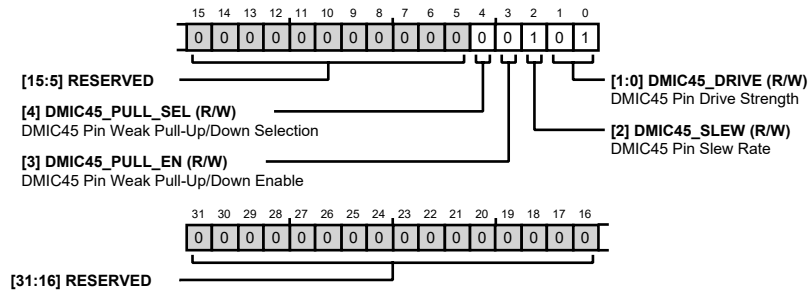 15 14 13 12 11 10 9 8 7 6 5 4 3 2 1 0
0 0 0 0 0 0 0 0 0 0 0 0 0 1 0 1
[15:5] RESERVED
[1:0] DMIC45_DRIVE (R/W)
DMIC45 Pin Drive Strength
[4] DMIC45_PULL_SEL (R/W)
DMIC45 Pin Weak Pull-Up/Down Selection
[2] DMIC45_SLEW (R/W)
DMIC45 Pin Slew Rate
[3] DMIC45_PULL_EN (R/W)
DMIC45 Pin Weak Pull-Up/Down Enable
31 30 29 28 27 26 25 24 23 22 21 20 19 18 17 16
0 0 0 0 0 0 0 0 0 0 0 0 0 0 0 0
[31:16] RESERVED